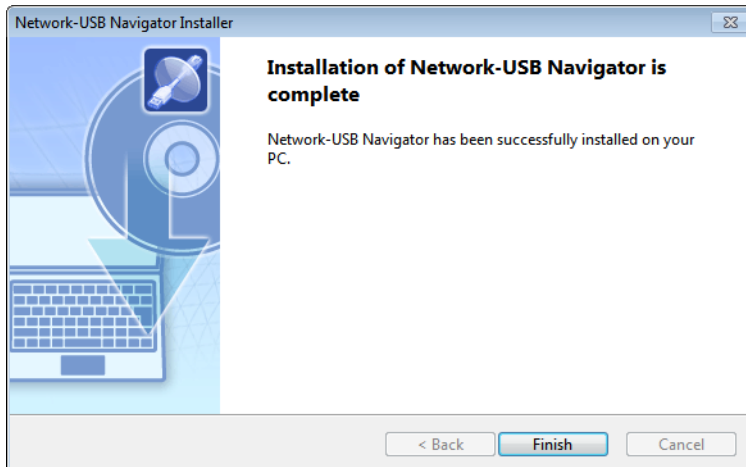 Network-USB Navigator Installer
Installation of Network-USB Navigator is
complete
Network-USB Navigator has been successfully installed on your
PC.
< Back
Finish
Cancel